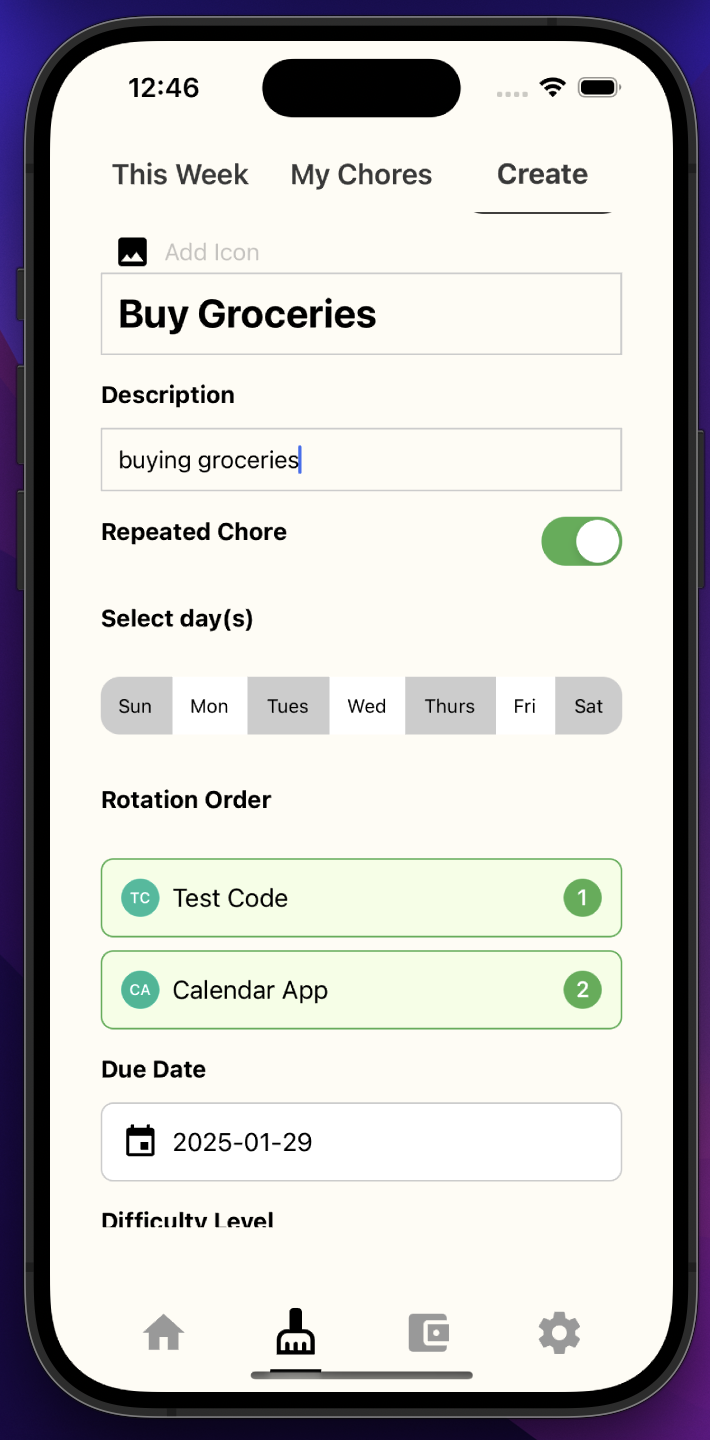 12:46
This Week My Chores Create
Add Icon
Buy Groceries
Description
buying groceries
Repeated Chore
Select day(s)
Sun Mon Tues Wed Thurs Fri Sat
Rotation Order
TC Test Code 1
CA Calendar App 2
Due Date
2025-01-29
Difficulty Level